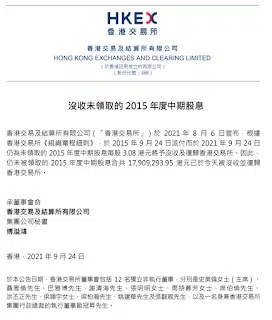 HKEX
香港交易所
香港交易及結算所有限公司
HONG KONG EXCHANGES AND CLEARING LIMITED
(於香港註冊成立的有限公司)
(股份代號:388)
沒收未領取的 2015 年度中期股息
香港交易及結算所有限公司(「香港交易所」)於 2021 年 8 月 6 日宣布,根據
香港交易所《組織章程細則》,於 2015 年 9 月 24 日派付而於 2021 年 9 月 24 日
仍為未領取的 2015 年度中期股息每股 3.08 港元將予沒收及復歸香港交易所。因此,
仍未被領取的 2015 年度中期股息合共 17,909,293.95 港元已於今天被沒收並復歸
香港交易所。
承董事會命
香港交易及結算所有限公司
集團公司秘書
博溢鴻
香港,2021 年 9 月 24 日
於本公告日期,香港交易所董事會包括 12 名獨立非執行董事,分別是史美倫女士(主席)、
聶雅倫先生、巴雅博先生、謝清海先生、張明明女士、周胡慕芳女士、席伯倫先生、
洪丕正先生、梁穎宇女士、梁柏瀚先生、姚建華先生及張觀庭先生,以及一名身兼香港交易所
集團行政總裁的執行董事歐冠昇先生。